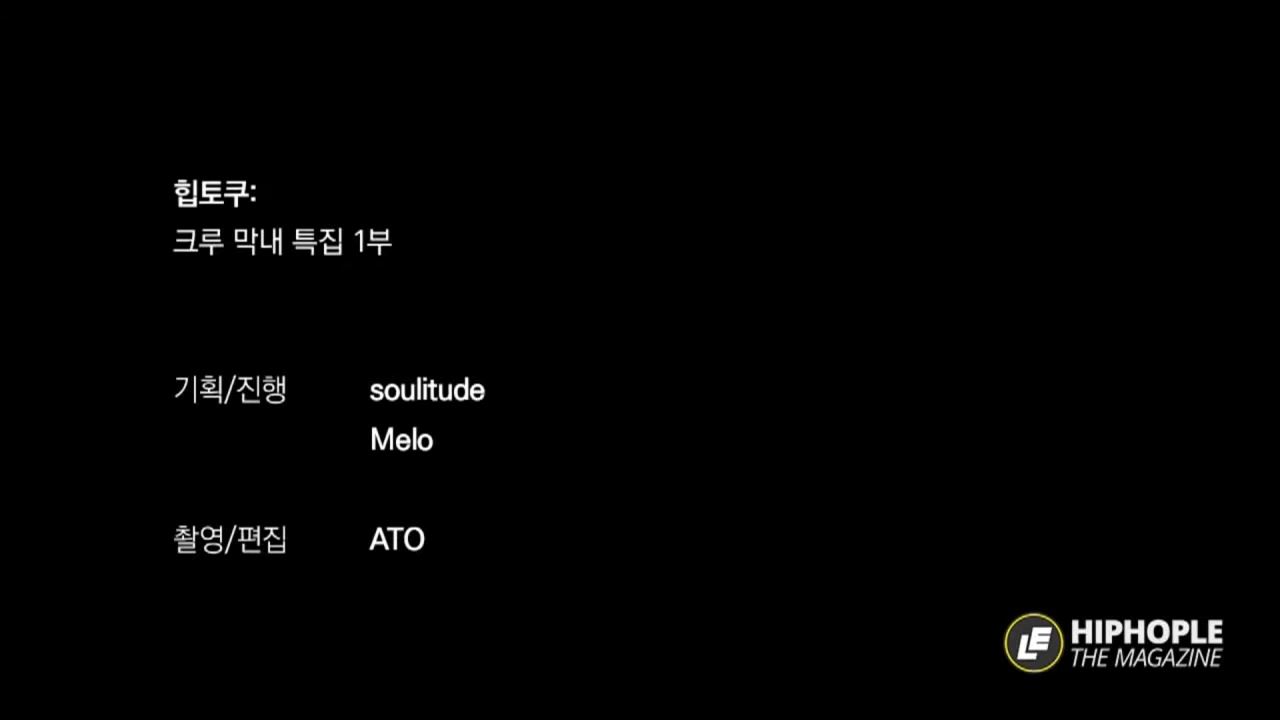 힙토쿠:
크루 막내 특집 1부
기획/진행 soulitude
Melo
촬영/편집 ATO
LE HIPHOPLE
THE MAGAZINE